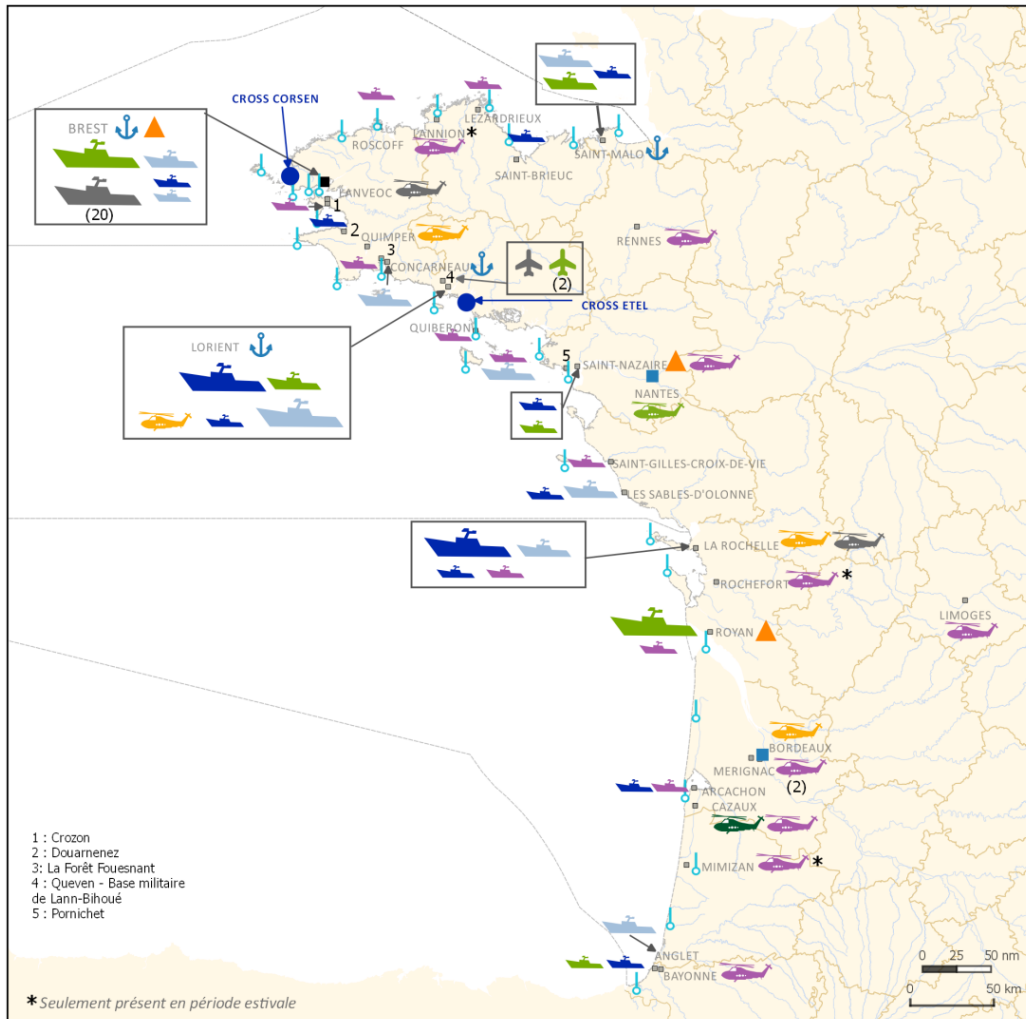 CROSS CORSEN
BREST
(20)
LEZARDRIEUX
LANNION *
ROSCOFF
SAINT-MALO
SAINT-BRIEUC
LANVEOC
1
2
QUIMPER
3
CONCARNEAU
4
(2)
RENNES
CROSS ETEL
LORIENT
QUIBERON
5
SAINT-NAZAIRE
NANTES
SAINT-GILLES-CROIX-DE-VIE
LES SABLES-D'OLONNE
LA ROCHELLE
ROCHEFORT *
LIMOGES
ROYAN
BORDEAUX
MERIGNAC
(2)
ARCACHON
CAZAUX
MIMIZAN *
ANGLET
BAYONNE
1 : Crozon
2 : Douarnenez
3: La Forêt Fouesnant
4 : Queven - Base militaire
de Lann-Bihoué
5 : Pornichet
0 25 50 nm
0 50 km
* Seulement présent en période estivale